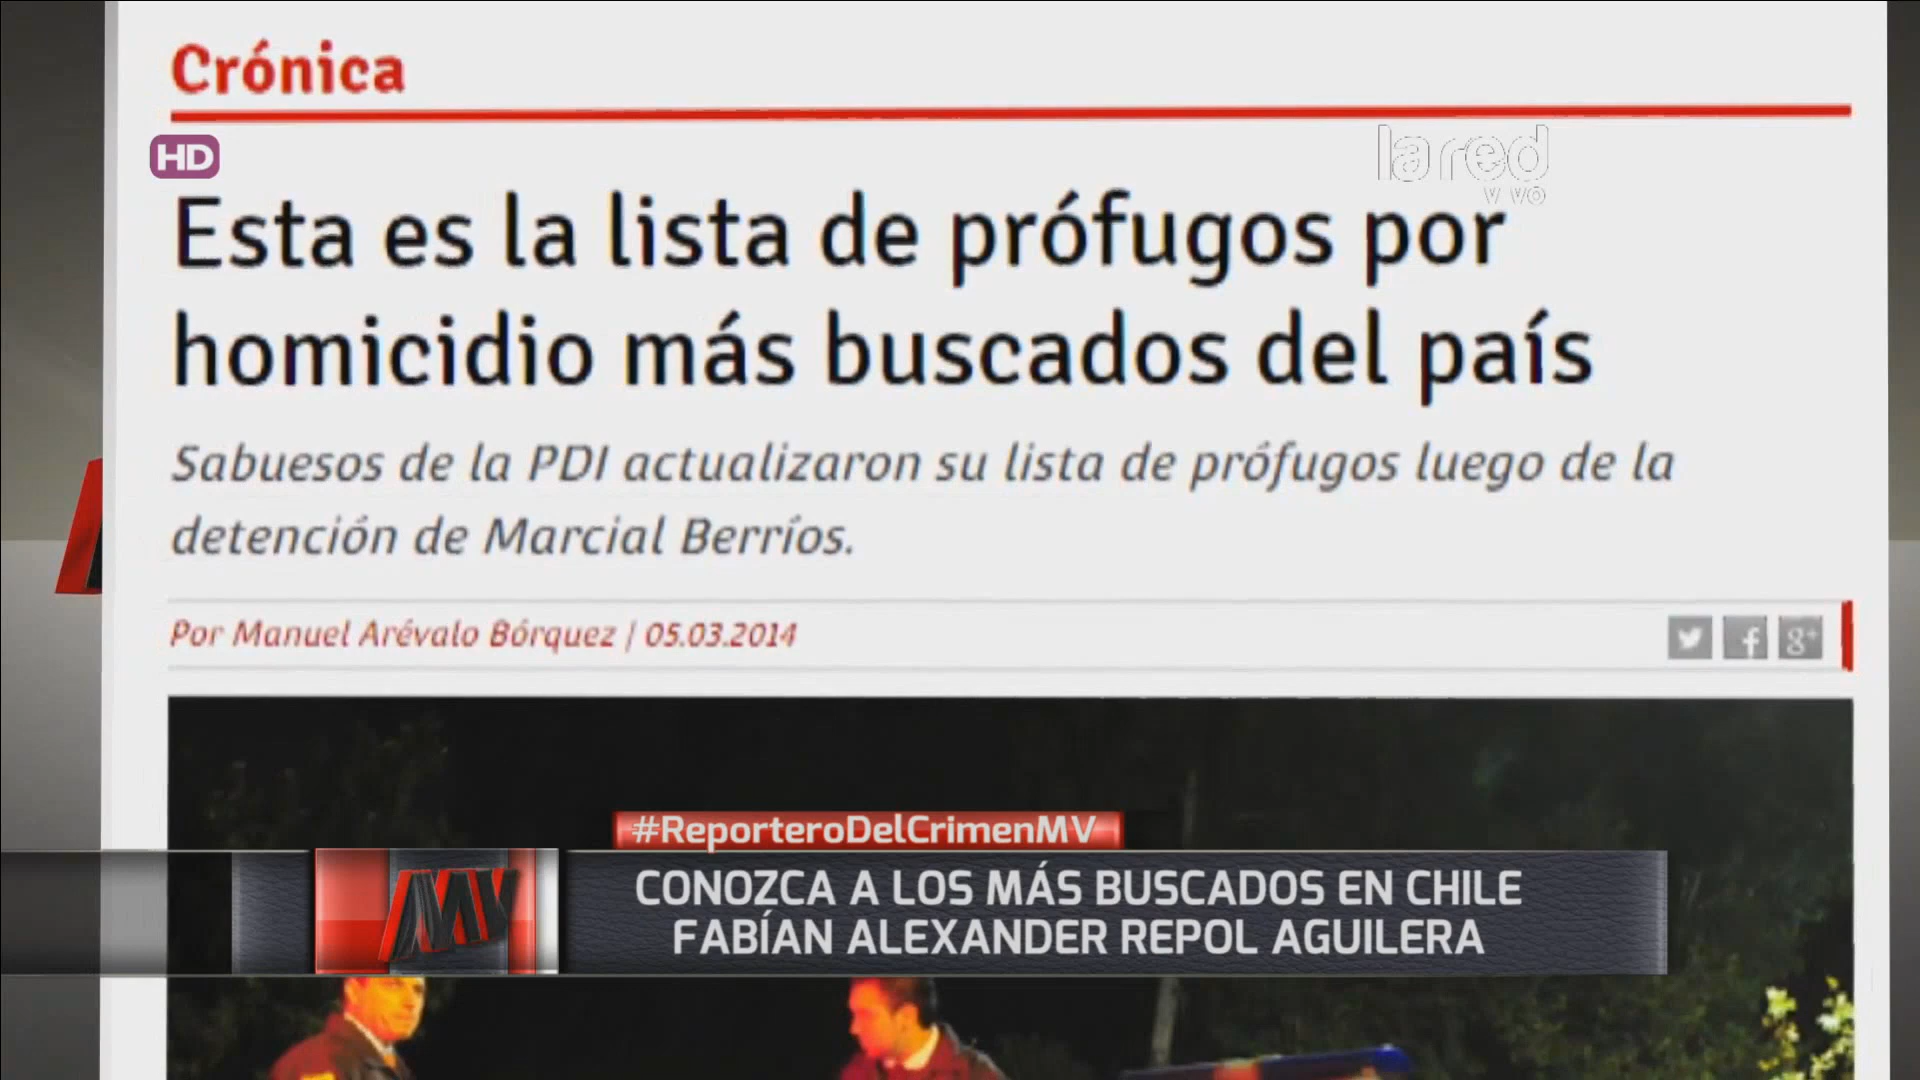 Crónica
HD
la red
vivo
Esta es la lista de prófugos por
homicidio más buscados del país
Sabuesos de la PDI actualizaron su lista de prófugos luego de la
detención de Marcial Berríos.
Por Manuel Arévalo Bórquez | 05.03.2014
#ReporteroDelCrimenMV
MV
CONOZCA A LOS MÁS BUSCADOS EN CHILE
FABÍAN ALEXANDER REPOL AGUILERA